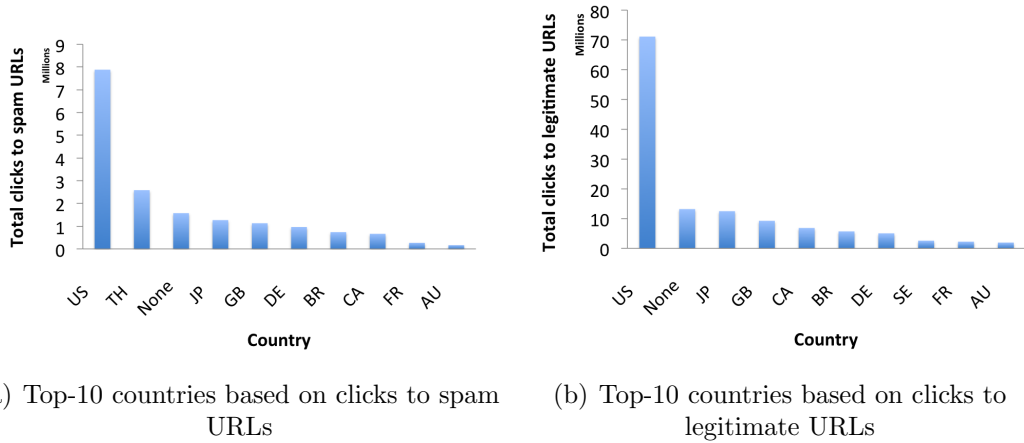 Total clicks to spam URLs
Millions
9
8
7
6
5
4
3
2
1
0
US TH None JP GB DE BR CA FR AU
Country
) Top-10 countries based on clicks to spam
URLs
Total clicks to legitimate URLs
Millions
80
70
60
50
40
30
20
10
0
US None JP GB CA BR DE SE FR AU
Country
(b) Top-10 countries based on clicks to
legitimate URLs